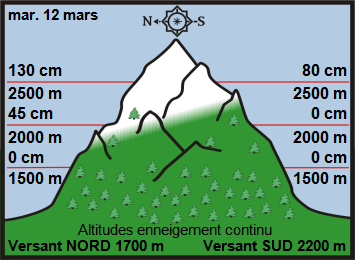 mar. 12 mars
N S
130 cm 80 cm
2500 m 2500 m
45 cm 0 cm
2000 m 2000 m
0 cm 0 cm
1500 m 1500 m
Altitudes enneigement continu
Versant NORD 1700 m Versant SUD 2200 m